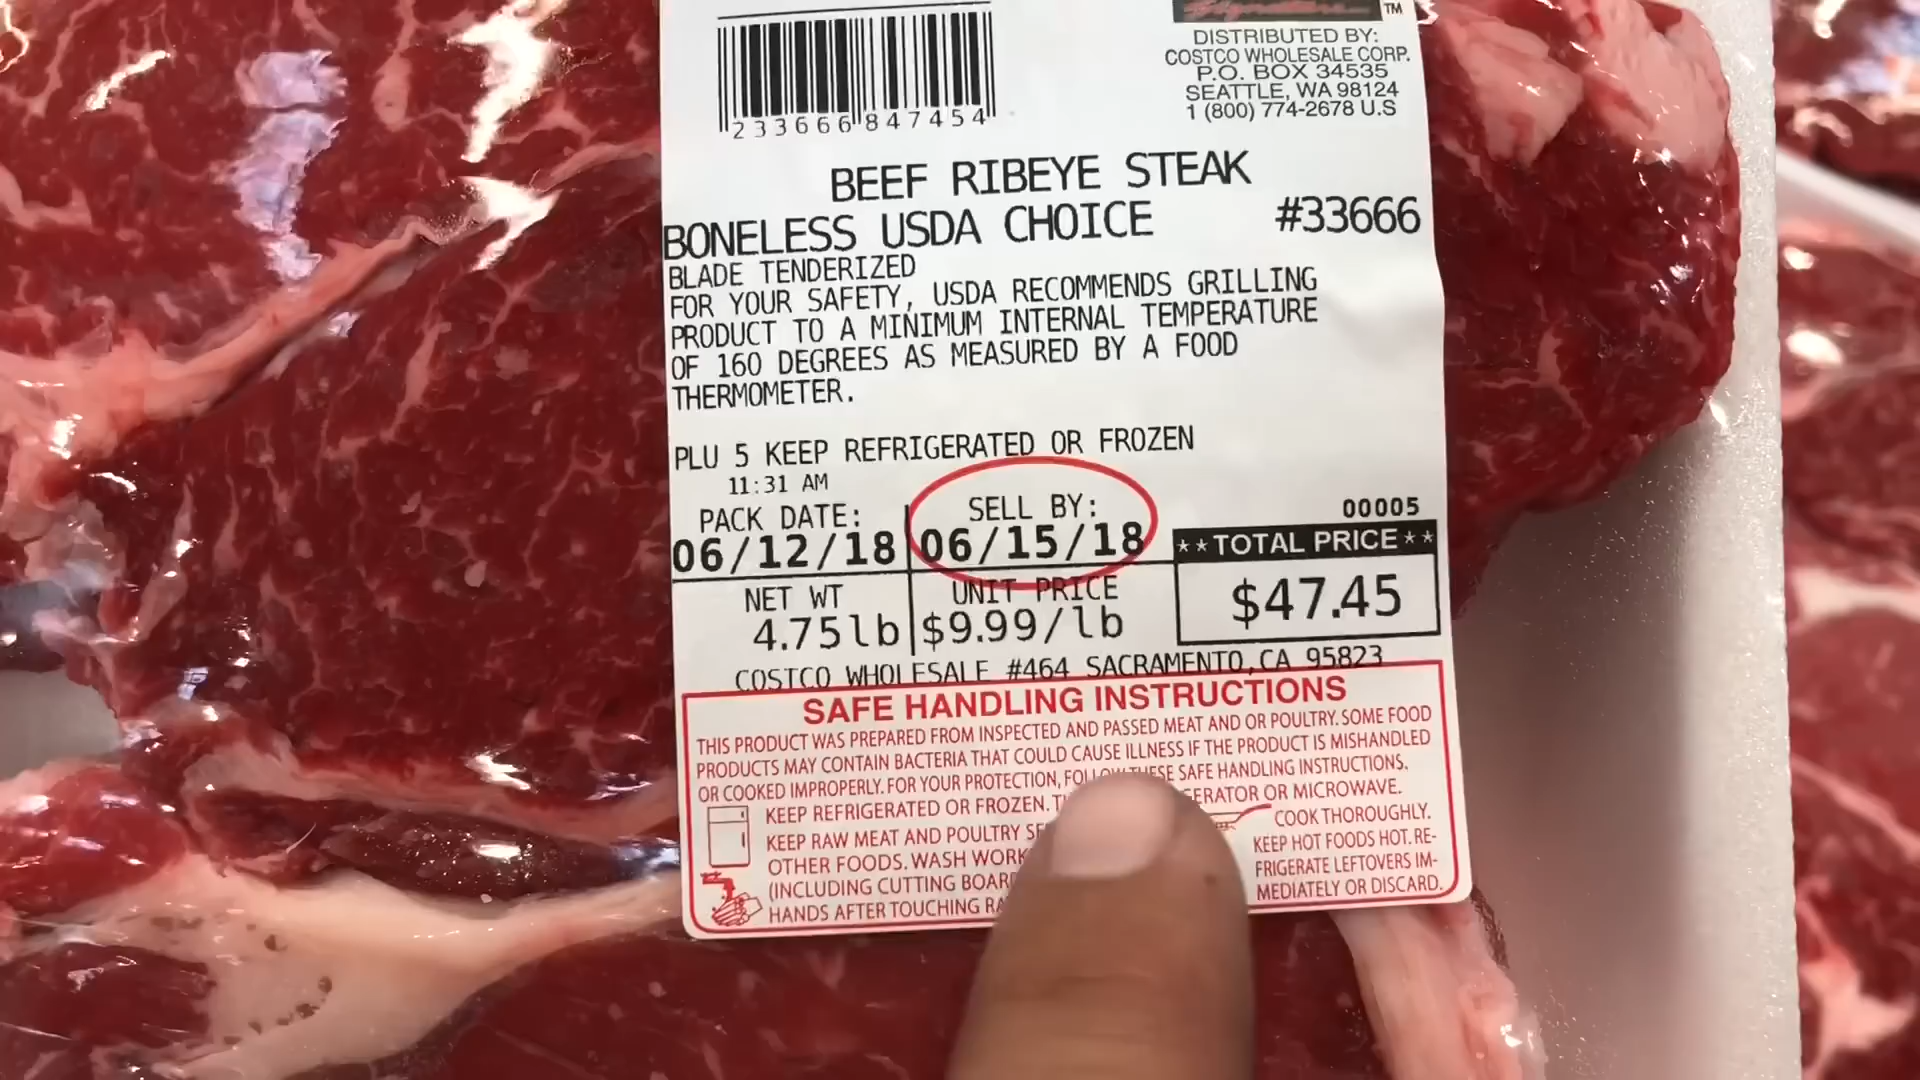 Signature
TM
DISTRIBUTED BY:
COSTCO WHOLESALE CORP.
P.O. BOX 34535
SEATTLE, WA 98124
1 (800) 774-2678 U.S
233666 847454
BEEF RIBEYE STEAK
BONELESS USDA CHOICE #33666
BLADE TENDERIZED
FOR YOUR SAFETY, USDA RECOMMENDS GRILLING
PRODUCT TO A MINIMUM INTERNAL TEMPERATURE
OF 160 DEGREES AS MEASURED BY A FOOD
THERMOMETER.
PLU 5 KEEP REFRIGERATED OR FROZEN
11:31 AM
PACK DATE: SELL BY: 00005
06/12/18 06/15/18 **TOTAL PRICE**
NET WT UNIT PRICE $47.45
4.75lb $9.99/lb
COSTCO WHOLESALE #464 SACRAMENTO,CA 95823
SAFE HANDLING INSTRUCTIONS
THIS PRODUCT WAS PREPARED FROM INSPECTED AND PASSED MEAT AND OR POULTRY. SOME FOOD
PRODUCTS MAY CONTAIN BACTERIA THAT COULD CAUSE ILLNESS IF THE PRODUCT IS MISHANDLED
OR COOKED IMPROPERLY. FOR YOUR PROTECTION, FOLLOW THESE SAFE HANDLING INSTRUCTIONS.
KEEP REFRIGERATED OR FROZEN. OR MICROWAVE.
KEEP RAW MEAT AND POULTRY
OTHER FOODS. WASH
(INCLUDING CUTTING
HANDS AFTER TOUCHING
COOK THOROUGHLY.
KEEP HOT FOODS HOT. RE-
FRIGERATE LEFTOVERS IM-
MEDIATELY OR DISCARD.